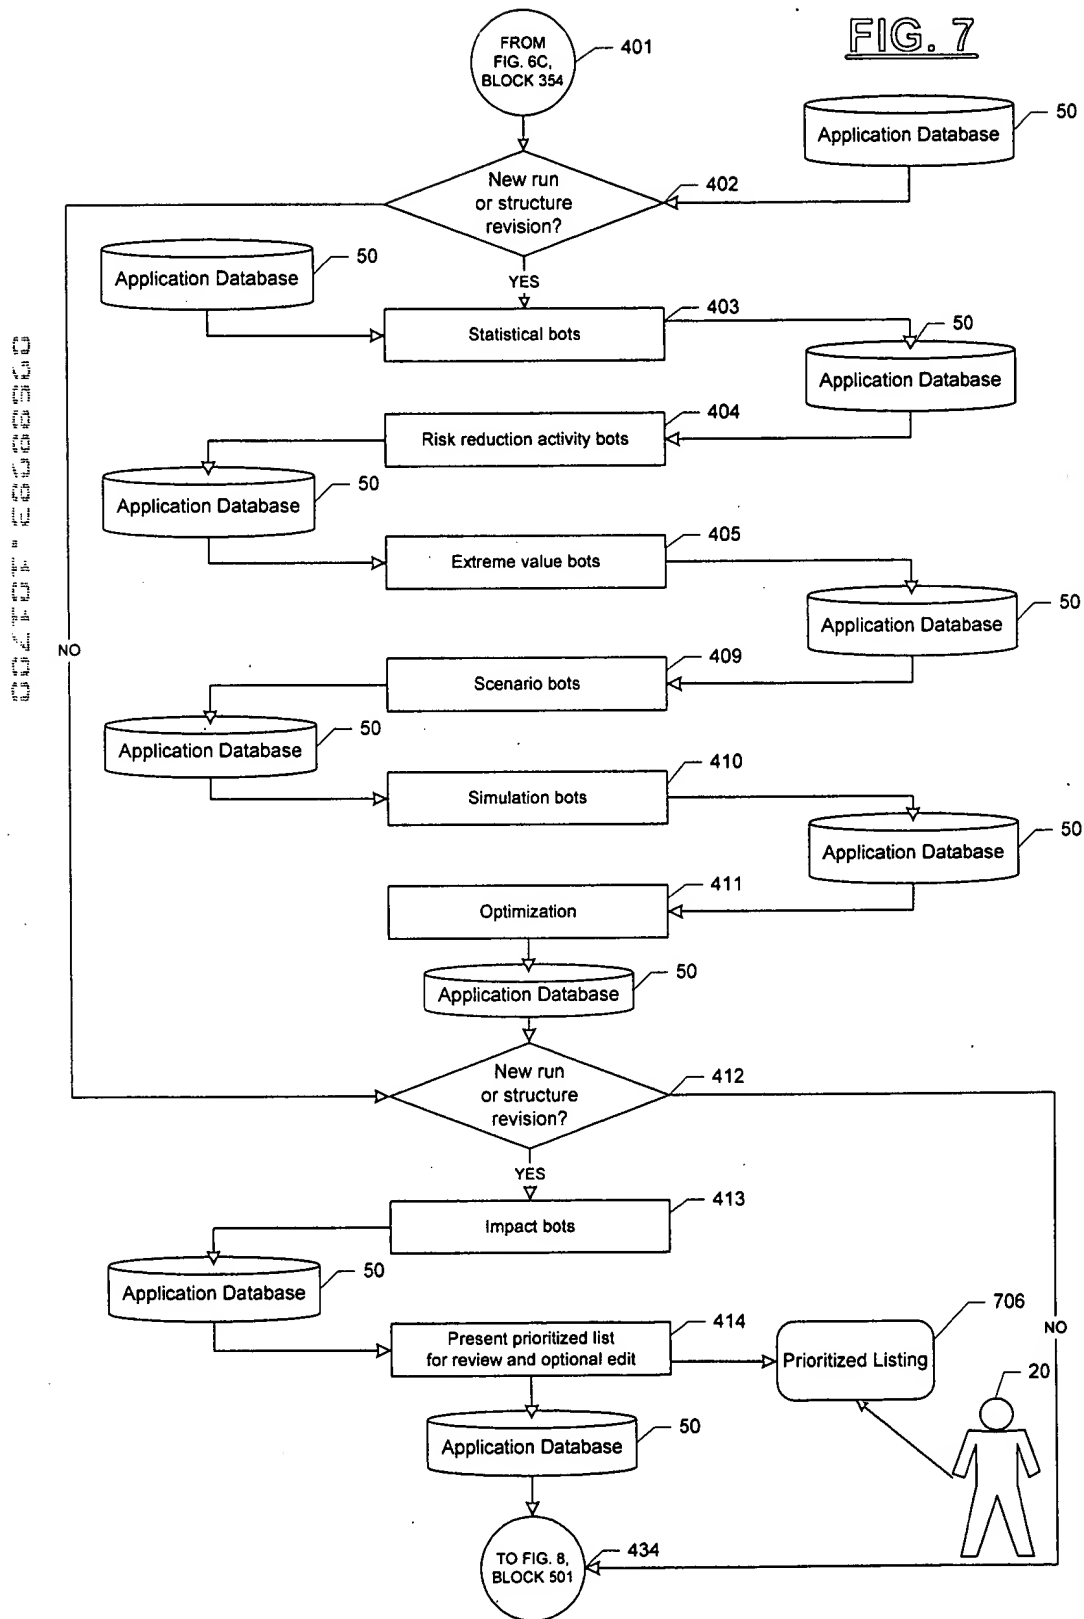 FIG. 7
FROM
FIG. 6C,
BLOCK 354
401
Application Database
50
New run
or structure
revision?
402
Application Database
50
YES
Statistical bots
403
50
Application Database
Risk reduction activity bots
404
Application Database
50
Extreme value bots
405
Application Database
50
NO
Scenario bots
409
Application Database
50
Simulation bots
410
Application Database
50
Optimization
411
Application Database
50
New run
or structure
revision?
412
YES
Impact bots
413
Application Database
50
Present prioritized list
for review and optional edit
414
Prioritized Listing
706
NO
20
Application Database
50
TO FIG. 8,
BLOCK 501
434